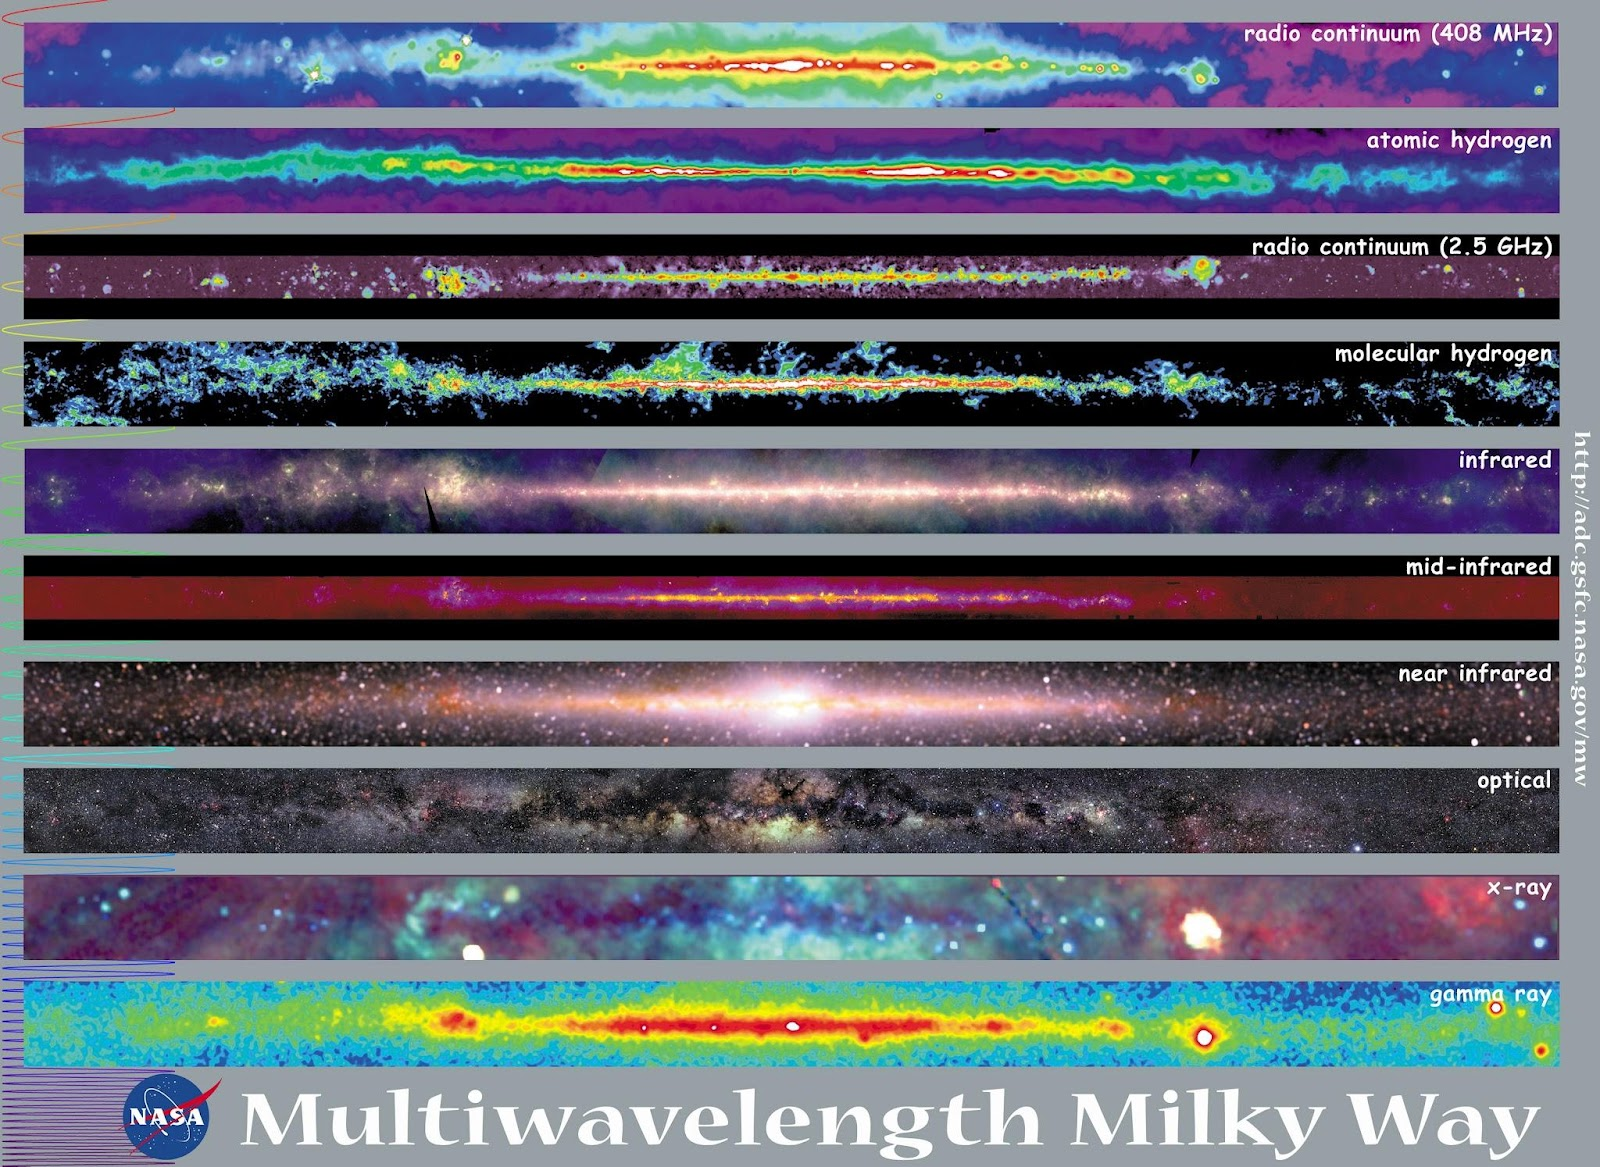 radio continuum (408 MHz)
atomic hydrogen
radio continuum (2.5 GHz)
molecular hydrogen
infrared
mid-infrared
near infrared
optical
x-ray
gamma ray
http://adc.gsfc.nasa.gov/mw
NASA
Multiwavelength Milky Way